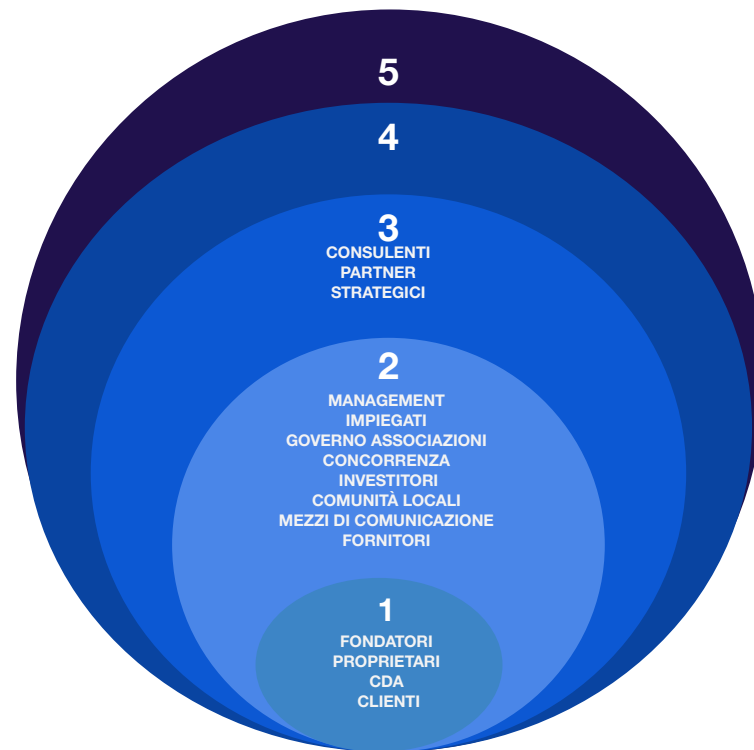 5
4
3
CONSULENTI
PARTNER
STRATEGICI
2
MANAGEMENT
IMPIEGATI
GOVERNO ASSOCIAZIONI
CONCORRENZA
INVESTITORI
COMUNITÀ LOCALI
MEZZI DI COMUNICAZIONE
FORNITORI
1
FONDATORI
PROPRIETARI
CDA
CLIENTI